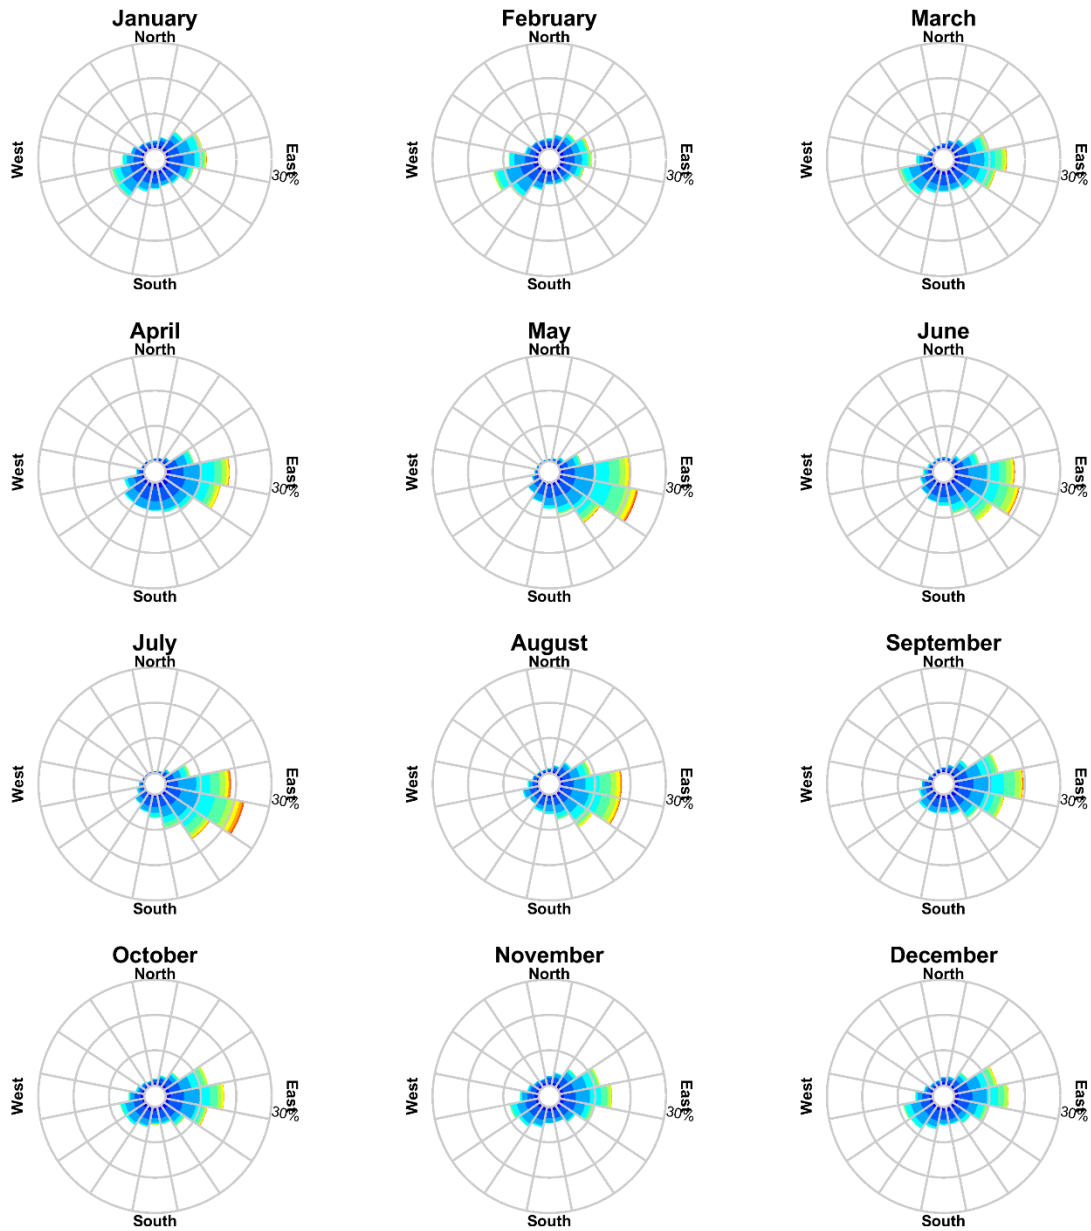 January
North
West
East
30%
South
February
North
West
East
30%
South
March
North
West
East
30%
South
April
North
West
East
30%
South
May
North
West
East
30%
South
June
North
West
East
30%
South
July
North
West
East
30%
South
August
North
West
East
30%
South
September
North
West
East
30%
South
October
North
West
East
30%
South
November
North
West
East
30%
South
December
North
West
East
30%
South